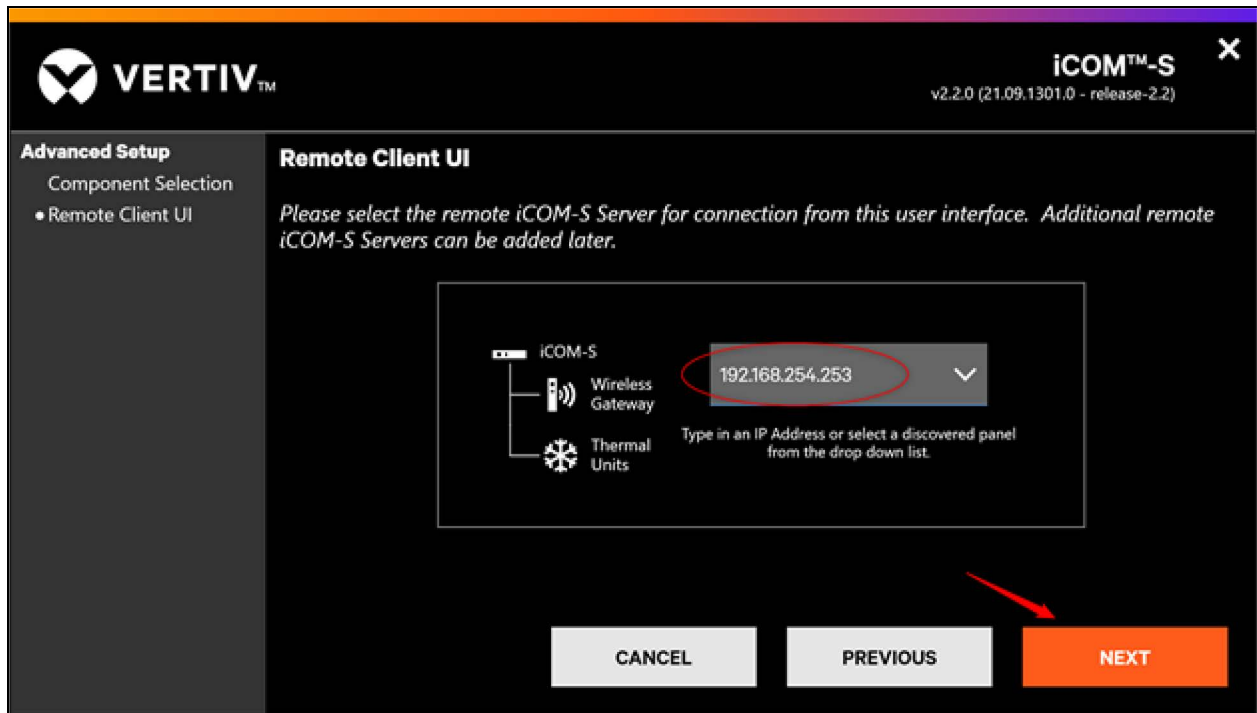 VERTIV™
iCOM™-S
v2.2.0 (21.09.1301.0 - release-2.2)
Advanced Setup
Component Selection
Remote Client UI
Remote Client UI
Please select the remote iCOM-S Server for connection from this user interface. Additional remote
iCOM-S Servers can be added later.
iCOM-S
Wireless
Gateway
Thermal
Units
192.168.254.253
Type in an IP Address or select a discovered panel
from the drop down list.
CANCEL
PREVIOUS
NEXT